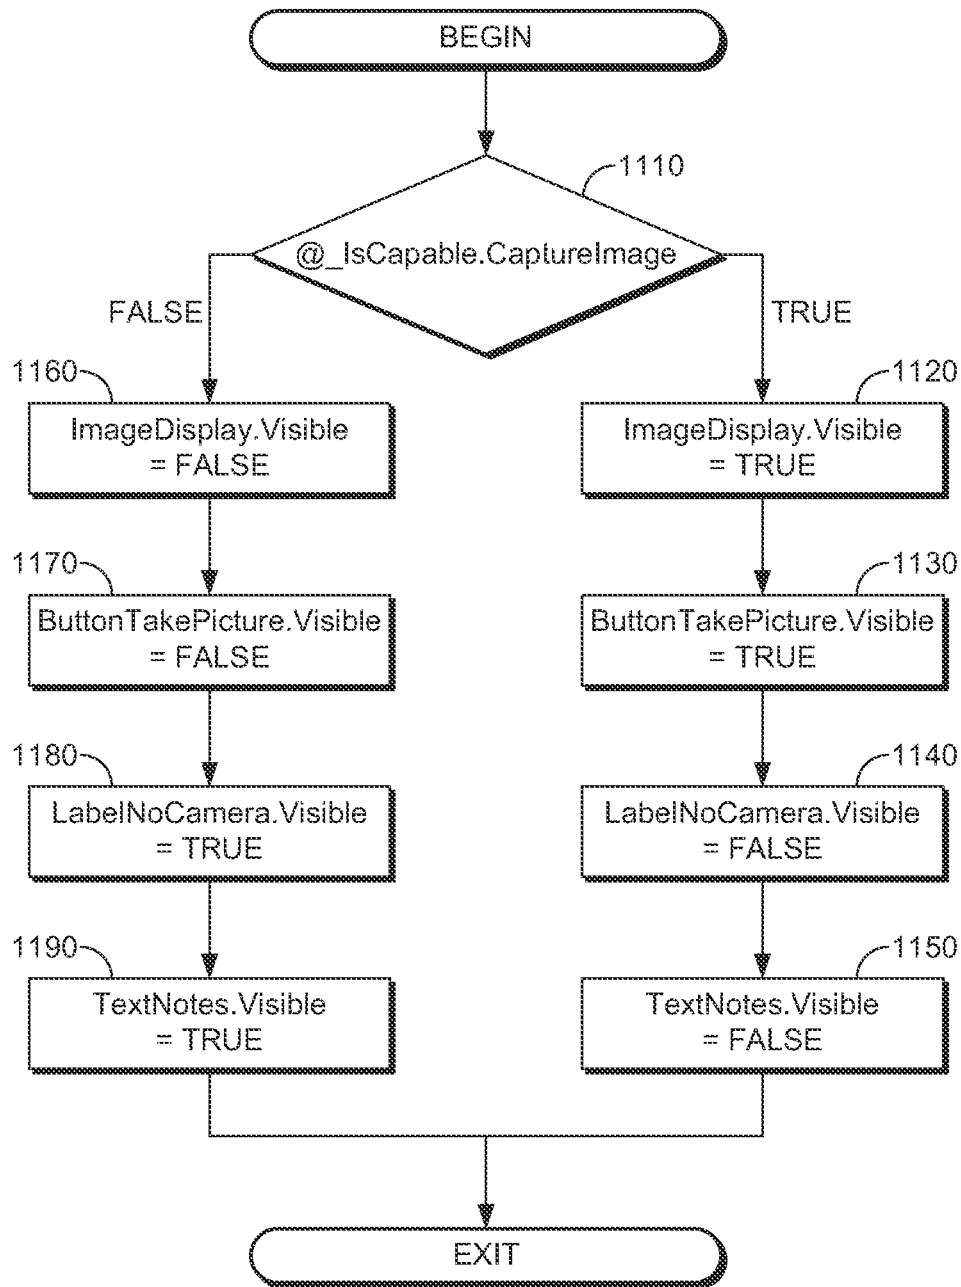 BEGIN
1110
@_IsCapable.CaptureImage
FALSE
TRUE
1160
ImageDisplay.Visible
= FALSE
1120
ImageDisplay.Visible
= TRUE
1170
ButtonTakePicture.Visible
= FALSE
1130
ButtonTakePicture.Visible
= TRUE
1180
LabelNoCamera.Visible
= TRUE
1140
LabelNoCamera.Visible
= FALSE
1190
TextNotes.Visible
= TRUE
1150
TextNotes.Visible
= FALSE
EXIT